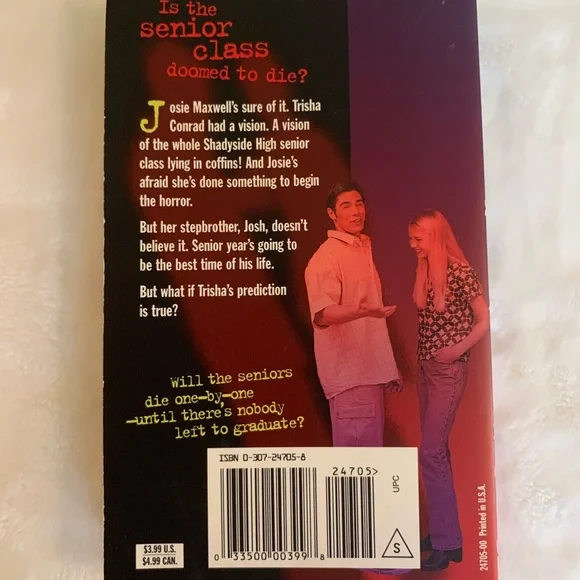 Is the
senior
class
doomed to die?
Josie Maxwell's sure of it. Trisha
Conrad had a vision. A vision
of the whole Shadyside High senior
class lying in coffins! And Josie's
afraid she's done something to begin
the horror.
But her stepbrother, Josh, doesn't
believe it. Senior year's going to
be the best time of his life.
But what if Trisha's prediction
is true?
Will the seniors
die one—by—one
—until there's nobody
left to graduate?
ISBN 0-307-24705-8
24705>
UPC
0 33500 00399 8
S
$3.99 U.S.
$4.99 CAN.
24705-00 Printed in U.S.A.